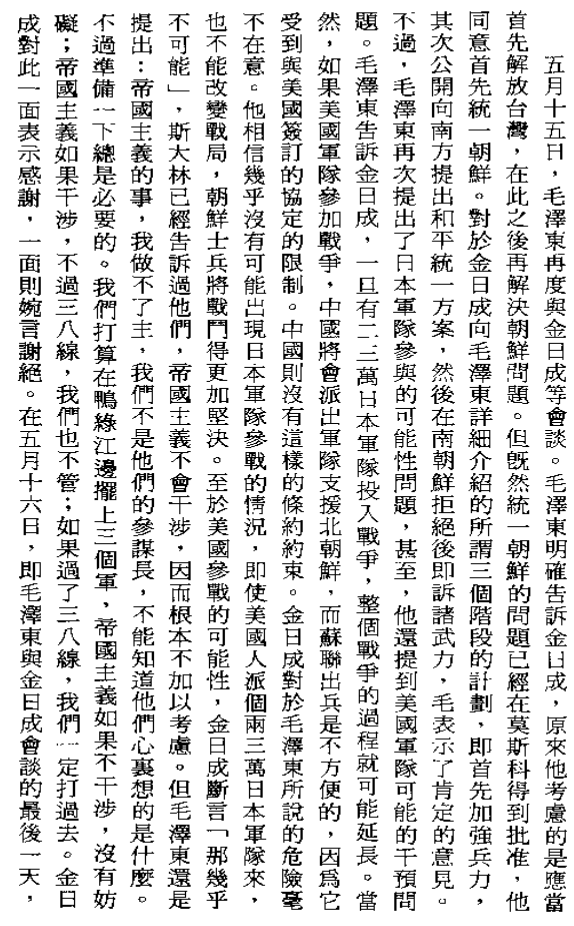 五月十五日，毛澤東再度與金日成等會談。毛澤東明確告訴金日成，原來他考慮的是應當
首先解放台灣，在此之後再解決朝鮮問題。但既然統一朝鮮的問題已經在莫斯科得到批准，他
同意首先統一朝鮮。對於金日成向毛澤東詳細介紹的所謂三個階段的計劃，即首先加強兵力，
其次公開向南方提出和平統一方案，然後在南朝鮮拒絕後即訴諸武力，毛表示了肯定的意見。
不過，毛澤東再次提出了日本軍隊參與的可能性問題，甚至，他還提到美國軍隊可能的干預問
題。毛澤東告訴金日成，一旦有二三萬日本軍隊投入戰爭，整個戰爭的過程就可能延長。當
然，如果美國軍隊參加戰爭，中國將會派出軍隊支援北朝鮮，而蘇聯出兵是不方便的，因爲它
受到與美國簽訂的協定的限制。中國則沒有這樣的條約約束。金日成對於毛澤東所說的危險毫
不在意。他相信幾乎沒有可能出現日本軍隊參戰的情況，即使美國人派個兩三萬日本軍隊來，
也不能改變戰局，朝鮮士兵將戰鬥得更加堅決。至於美國參戰的可能性，金日成斷言「那幾乎
不可能」，斯大林已經告訴過他們，帝國主義不會干涉，因而根本不加以考慮。但毛澤東還是
提出：帝國主義的事，我做不了主，我們不是他們的參謀長，不能知道他們心裏想的是什麼。
不過準備一下總是必要的。我們打算在鴨綠江邊擺上三個軍，帝國主義如果不干涉，沒有妨
礙；帝國主義如果干涉，不過三八線，我們也不管；如果過了三八線，我們一定打過去。金日
成對此一面表示感謝，一面則婉言謝絕。在五月十六日，即毛澤東與金日成會談的最後一天，